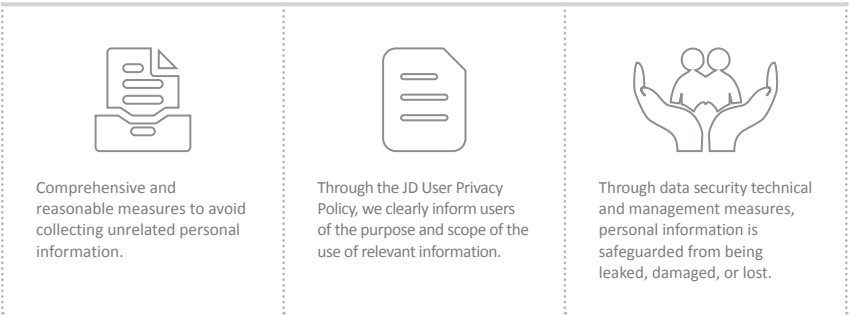 Comprehensive and
reasonable measures to avoid
collecting unrelated personal
information.
Through the JD User Privacy
Policy, we clearly inform users
of the purpose and scope of the
use of relevant information.
Through data security technical
and management measures,
personal information is
safeguarded from being
leaked, damaged, or lost.